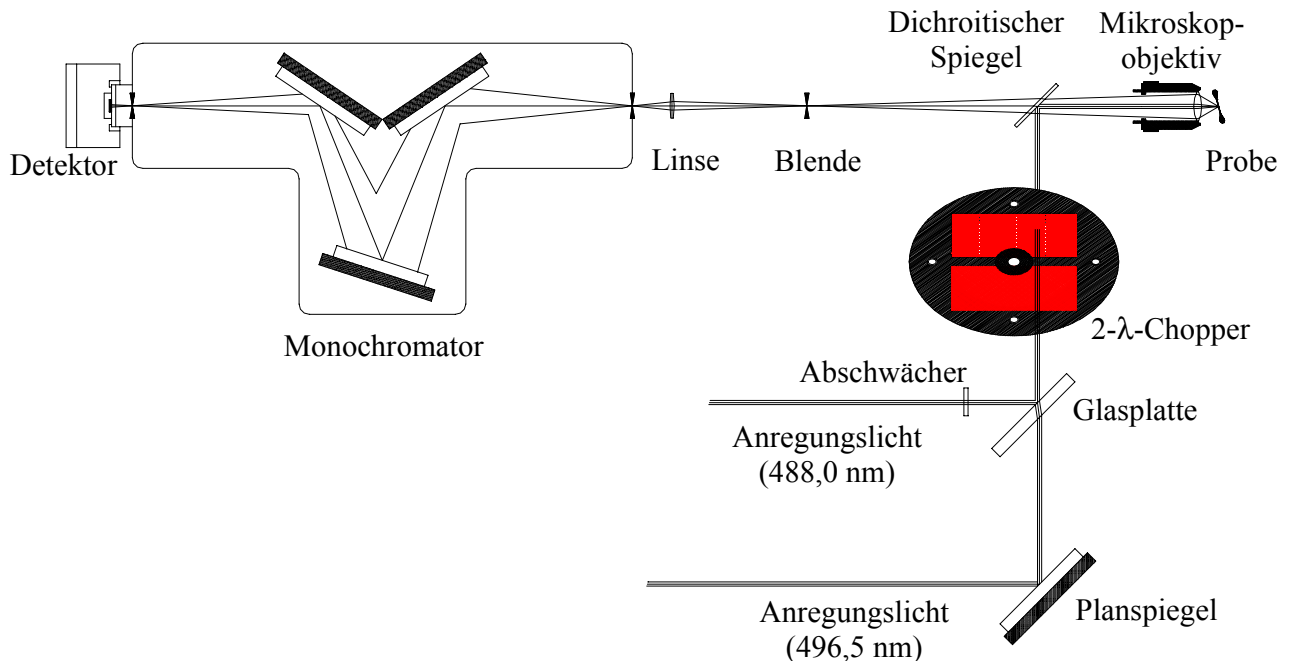 Dichroitischer
Spiegel
Mikroskop-
objektiv
Detektor
Linse
Blende
Probe
Monochromator
2-λ-Chopper
Abschwächer
Glasplatte
Anregungslicht
(488,0 nm)
Anregungslicht
(496,5 nm)
Planspiegel